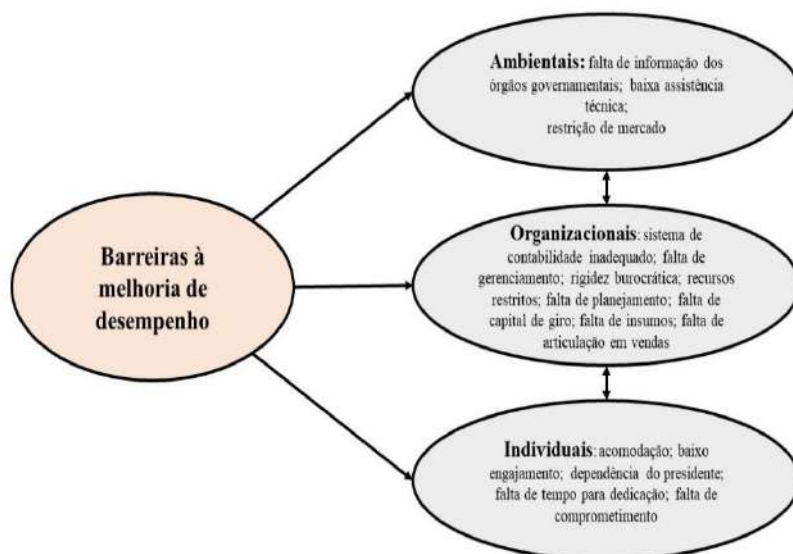 Barreiras à
melhoria de
desempenho
Ambientais: falta de informação dos
órgãos governamentais; baixa assistência
técnica;
restrição de mercado
Organizacionais: sistema de
contabilidade inadequado; falta de
gerenciamento; rigidez burocrática; recursos
restritos; falta de planejamento; falta de
capital de giro; falta de insumos; falta de
articulação em vendas
Individuais: acomodação; baixo
engajamento; dependência do presidente;
falta de tempo para dedicação; falta de
comprometimento